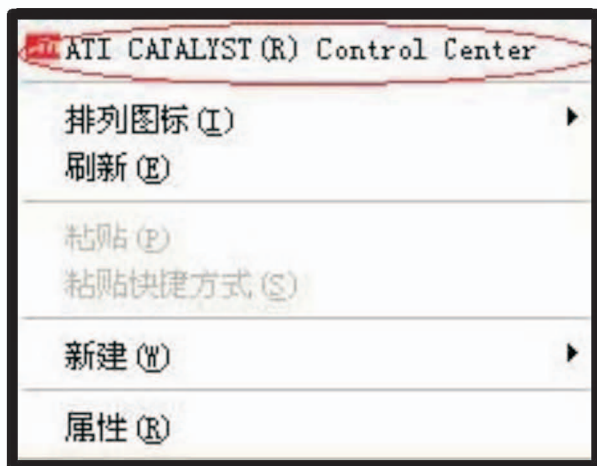 ATI CATALYST(R) Control Center
排列图标(I)
刷新(E)
粘贴(P)
粘贴快捷方式(S)
新建(W)
属性(R)